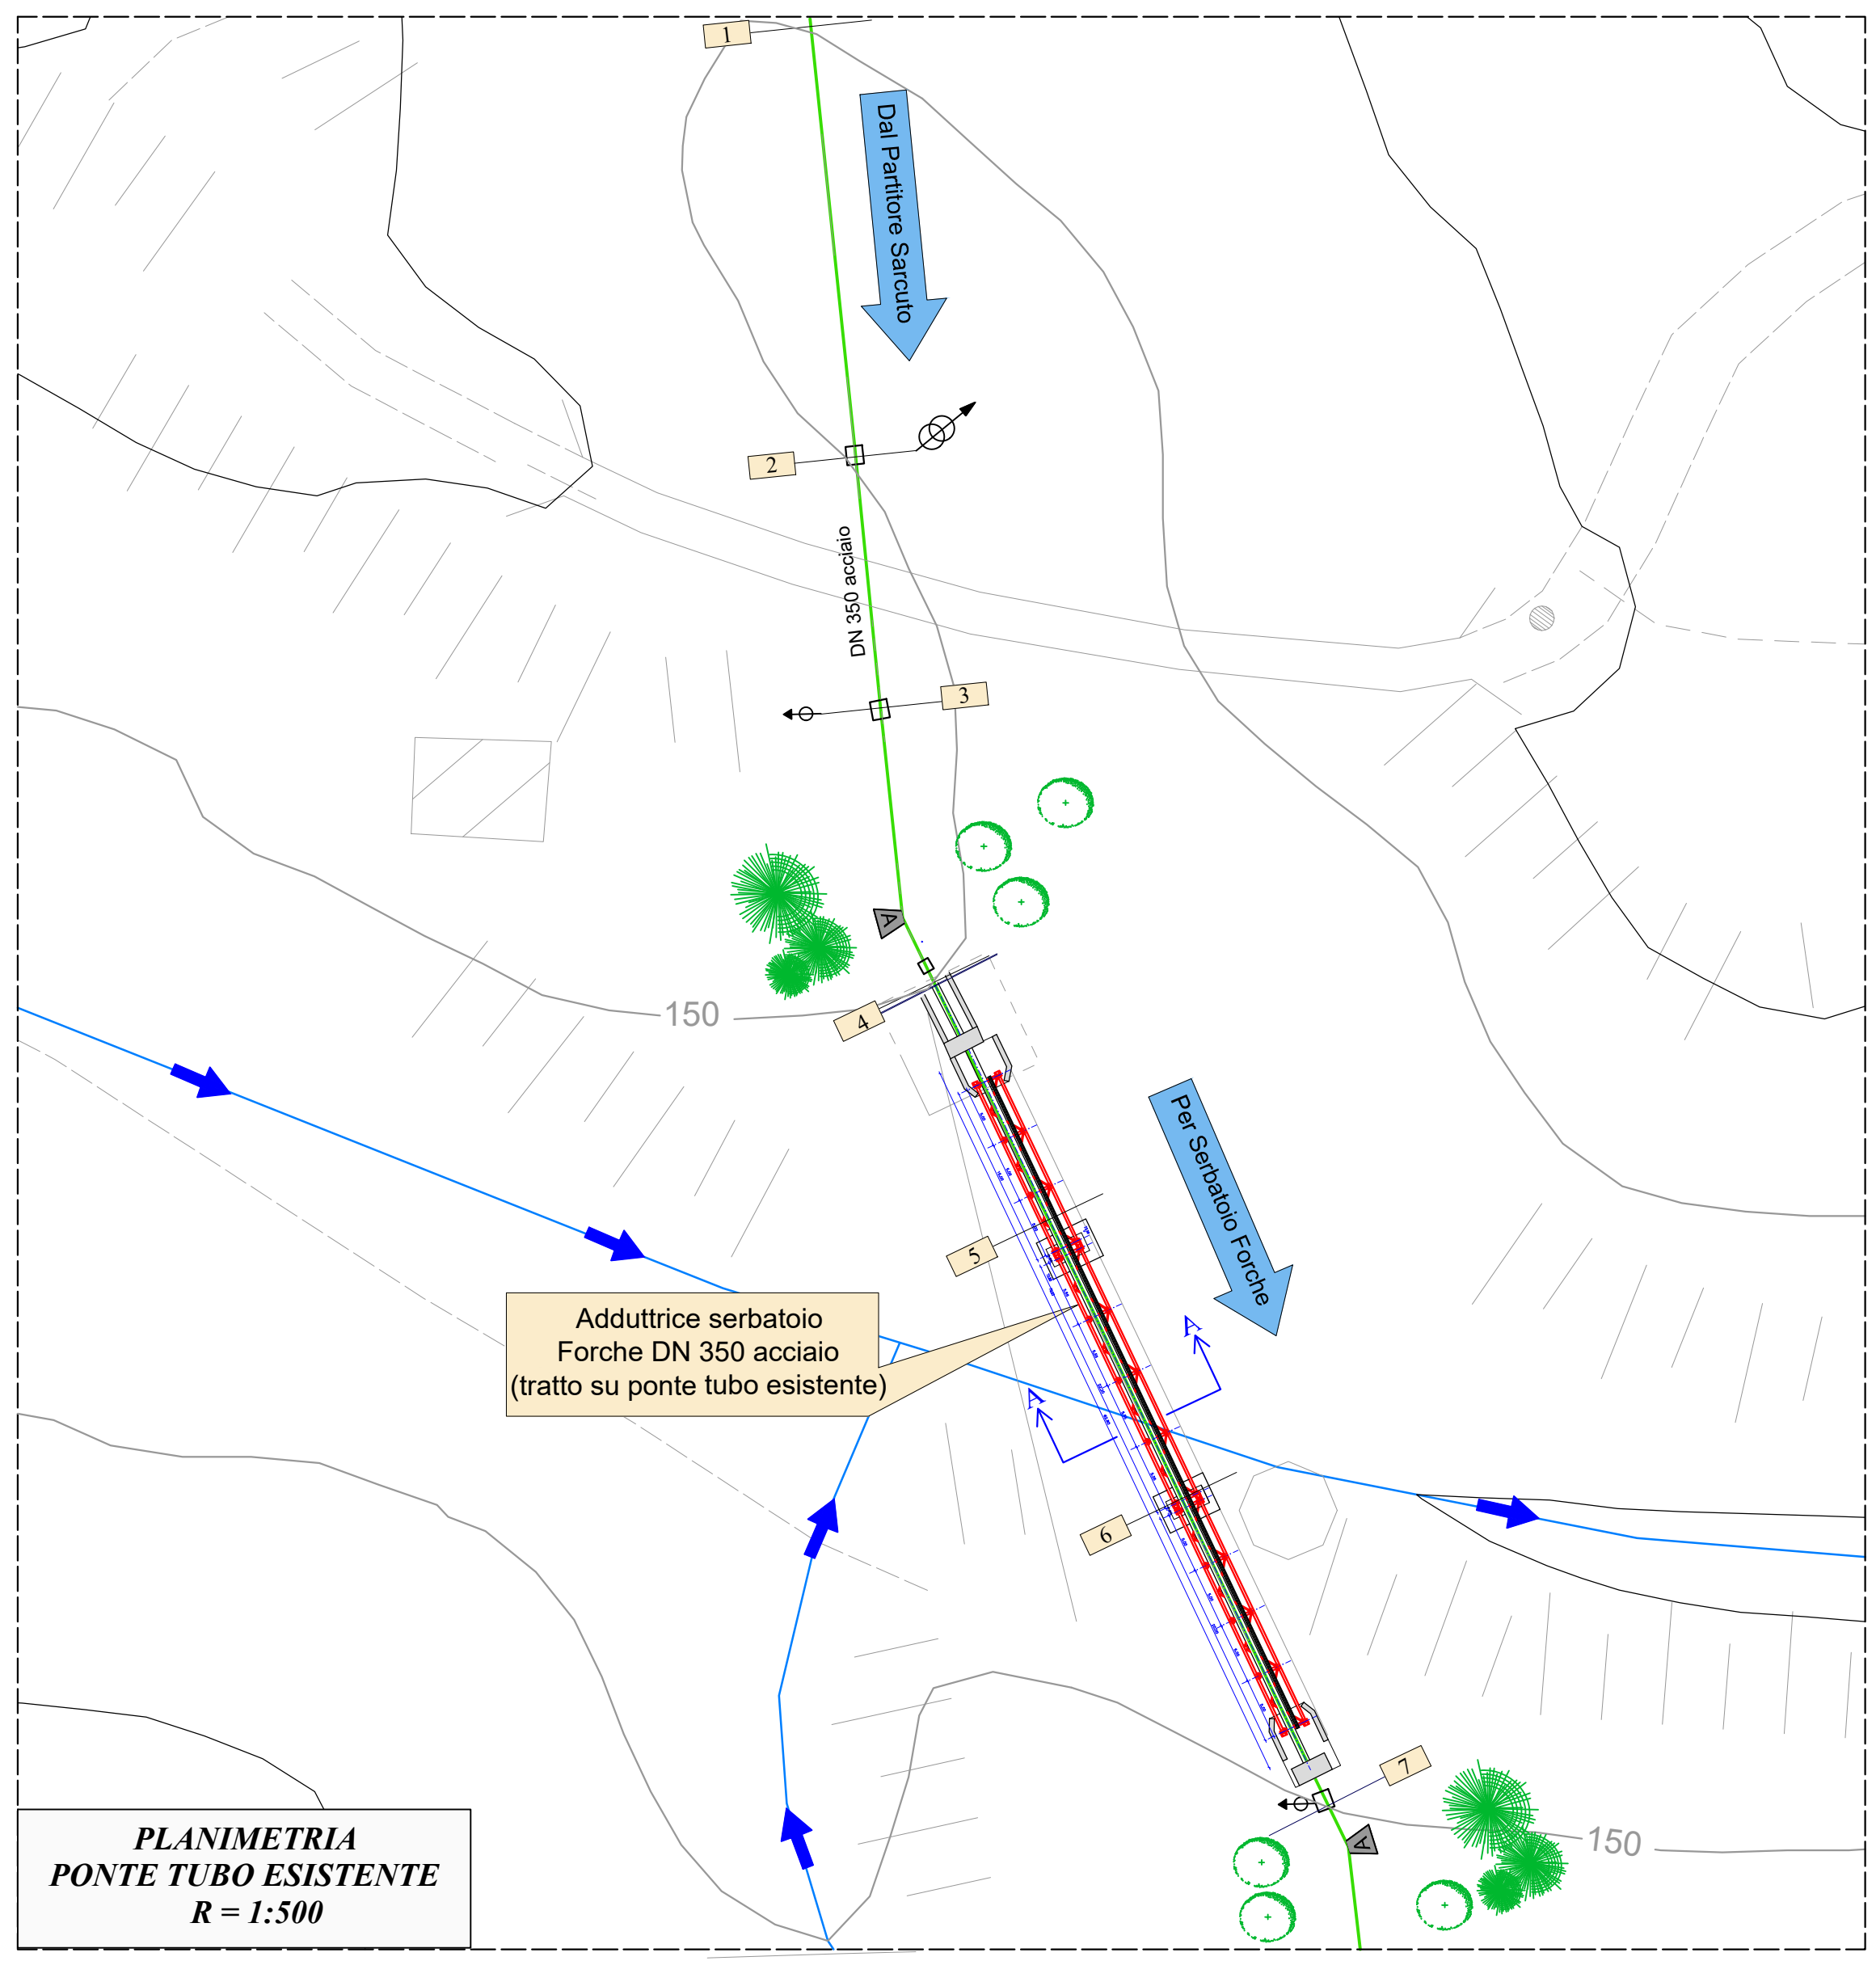 1
Dal Partitore Sarcuto
2
DN 350 acciaio
3
A
150
4
Per Serbatoio Forche
5
Adduttrice serbatoio
Forche DN 350 acciaio
(tratto su ponte tubo esistente)
A
A
6
7
A
150
PLANIMETRIA
PONTE TUBO ESISTENTE
R = 1:500